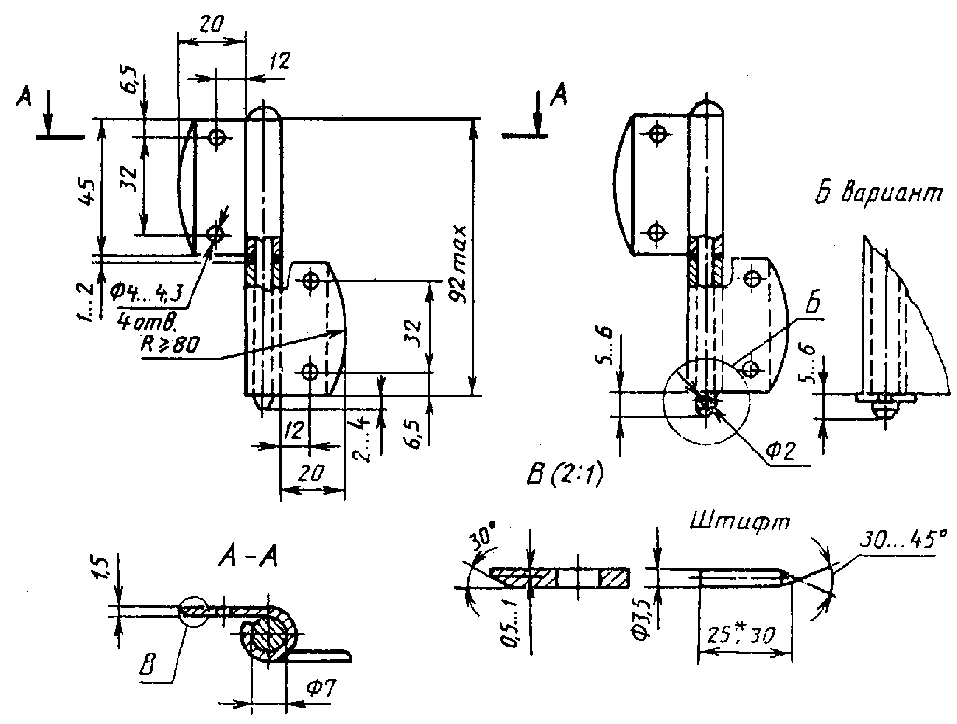 20
12
6,5
А
А
45
32
1...2
Ф4...4,3
4 отв.
R≥80
92max
32
12
20
2...4
6,5
Б вариант
Б
5...6
5...6
Ф2
В (2:1)
А-А
1,5
В
Ф7
30°
0,5...1
Штифт
Ф3,5
25*; 30
30...45°